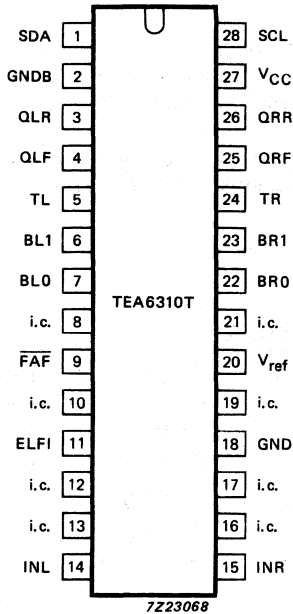 SDA 1 28 SCL
GNDB 2 27 VCC
QLR 3 26 QRR
QLF 4 25 QRF
TL 5 24 TR
BL1 6 23 BR1
BL0 7 22 BR0
TEA6310T
i.c. 8 21 i.c.
FAF 9 20 Vref
i.c. 10 19 i.c.
ELFI 11 18 GND
i.c. 12 17 i.c.
i.c. 13 16 i.c.
INL 14 15 INR
7Z23068